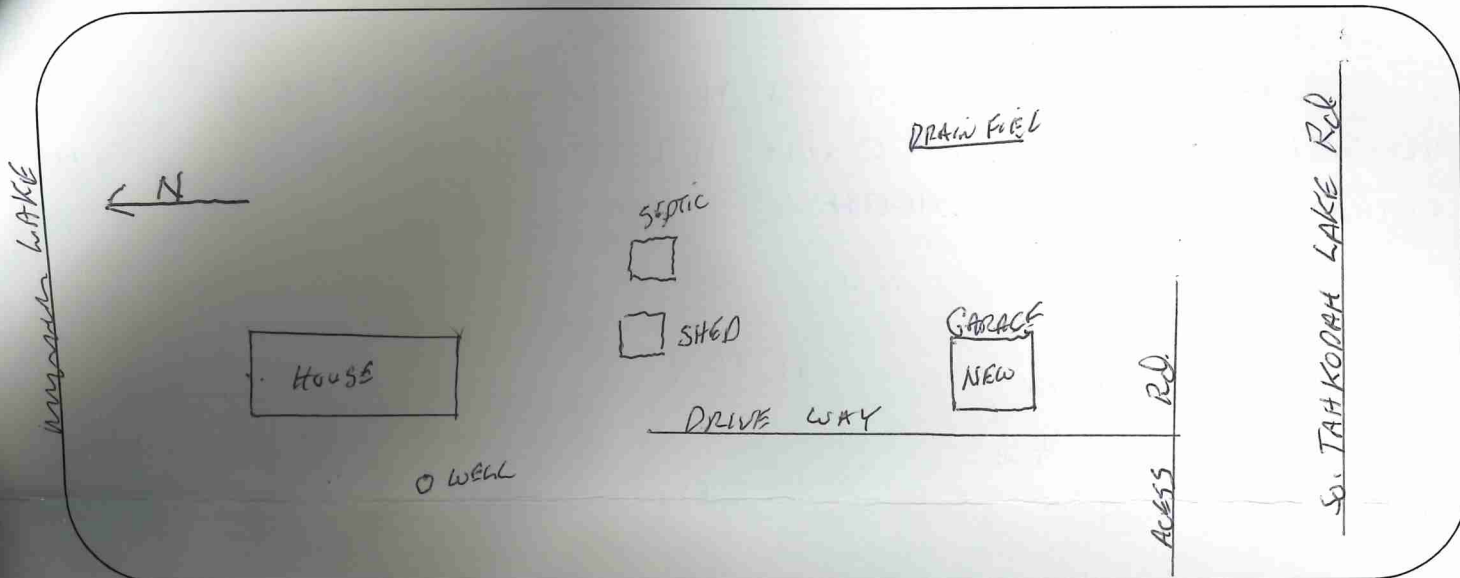 DRAIN FIEL
N
SEPTIC
LAKE
SHED
GARAGE
NEW
HOUSE
DRIVE WAY
WELL
ACESS Rd.
So. TAHKODAH LAKE Rd